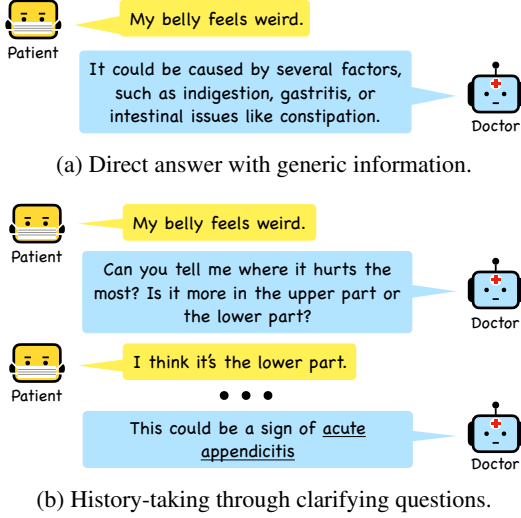 My belly feels weird.
Patient
It could be caused by several factors,
such as indigestion, gastritis, or
intestinal issues like constipation.
Doctor
(a) Direct answer with generic information.
My belly feels weird.
Patient
Can you tell me where it hurts the
most? Is it more in the upper part or
the lower part?
Doctor
I think it's the lower part.
Patient
This could be a sign of acute
appendicitis
Doctor
(b) History-taking through clarifying questions.